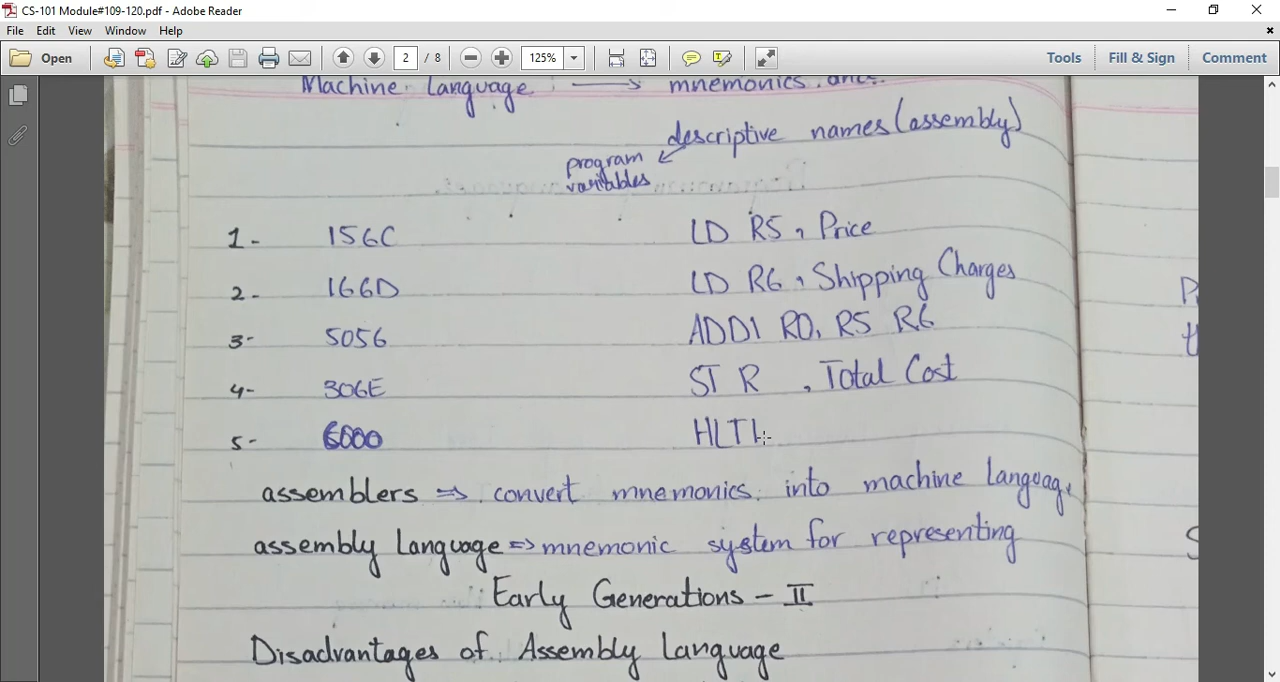 CS-101 Module#109-120.pdf - Adobe Reader
File Edit View Window Help
Open 2 / 8 125% Tools Fill & Sign Comment
Machine Language → mnemonics and
descriptive names (assembly)
program
variables
1- 156C LD R5, Price
2- 166D LD R6, Shipping Charges
3- 5056 ADDI R0, R5 R6
4- 306E ST R , Total Cost
5- 6000 HLT
assemblers ⇒ convert mnemonics into machine language
assembly Language ⇒ mnemonic system for representing
Early Generations - II
Disadvantages of Assembly Language